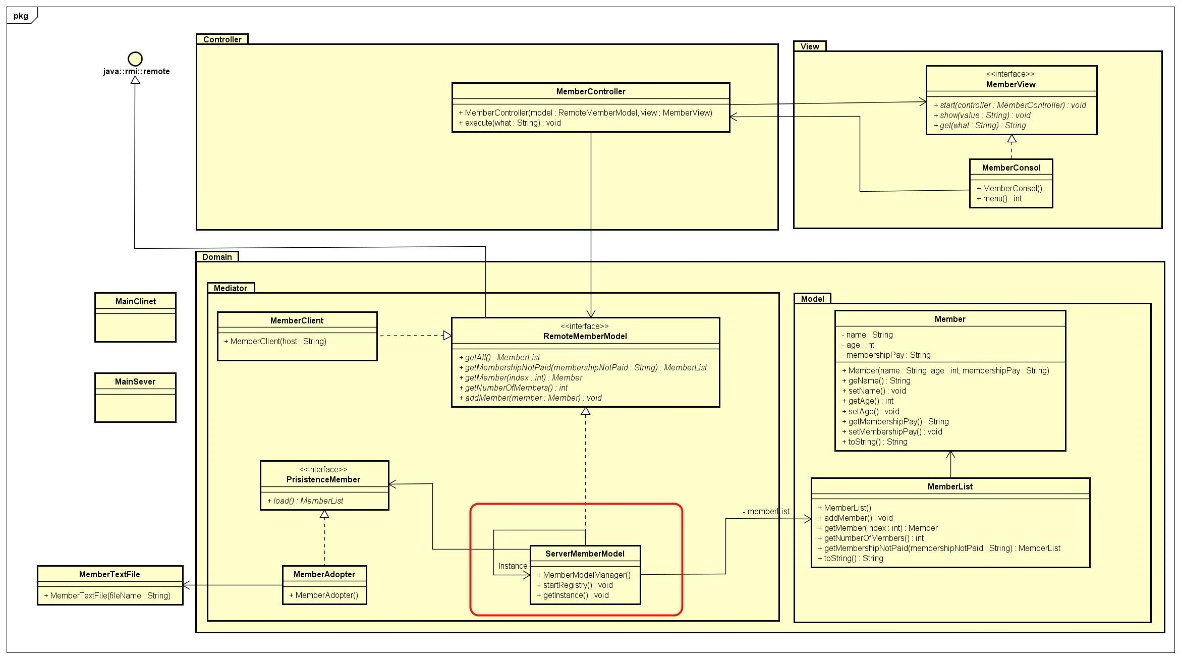 pkg
java::rmi::remote
Controller
MemberController
+ MemberController(model : RemoteMemberModel, view : MemberView)
+ execute(what : String) : void
View
<<interface>>
MemberView
+ start(controller : MemberController) : void
+ show(value : String) : void
+ get(what : String) : String
MemberConsol
+ MemberConsol()
+ menu() : int
MainClinet
MainSever
Domain
Mediator
MemberClient
+ MemberClient(host : String)
<<interface>>
RemoteMemberModel
+ getAll() : MemberList
+ getMembershipNotPaid(membershipNotPaid : String) : MemberList
+ getMember(index : int) : Member
+ getNumberOfMembers() : int
+ addMember(member : Member) : void
<<interface>>
PrisistenceMember
+ load() : MemberList
MemberTextFile
+ MemberTextFile(fileName : String)
MemberAdopter
+ MemberAdopter()
Instance
ServerMemberModel
- MemberModelManager()
+ startRegistry() : void
+ getInstance() : void
- memberList
Model
Member
- name : String
- age : int
membershipPay : String
+ Member(name : String age : int, membershipPay : String)
+ geName() : String
+ setName() : void
+ getAge() : int
+ setAge() : void
+ getMembershipPay() : String
+ setMembershipPay() : void
+ toString() : String
MemberList
+ MemberList()
+ addMember() : void
+ getMember(index : int) : Member
+ getNumberOfMembers() : int
+ getMembershipNotPaid(membershipNotPaid : String) : MemberList
+ toString() : String